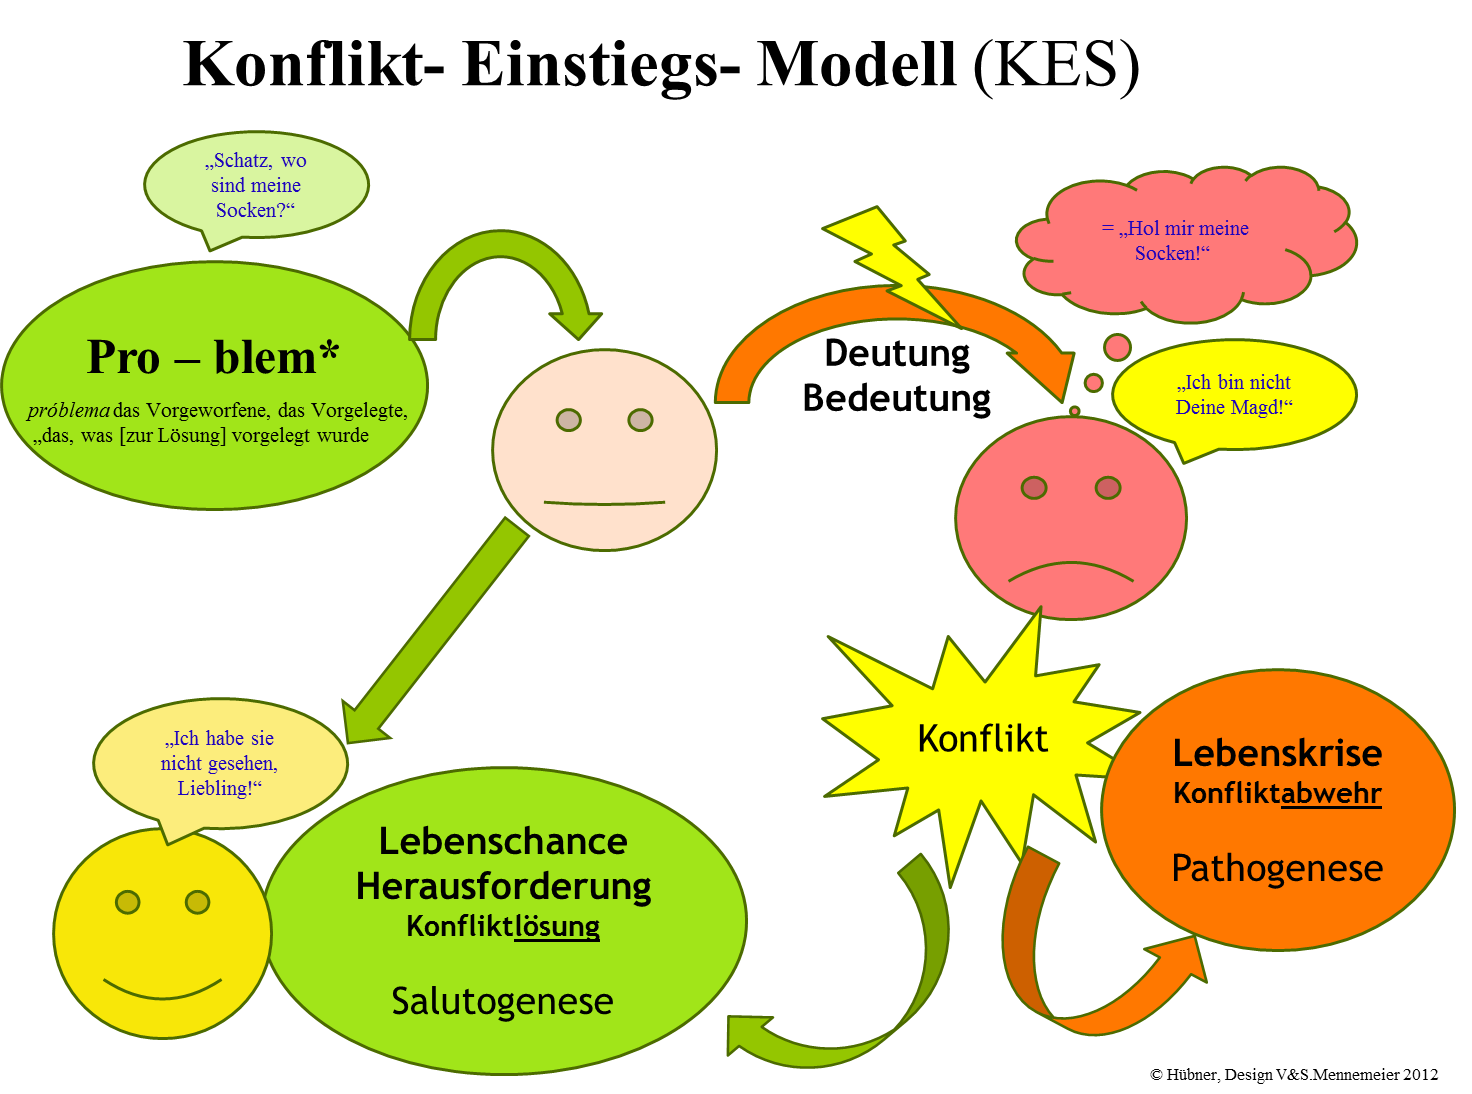 Konflikt- Einstiegs- Modell (KES)
„Schatz, wo
sind meine
Socken?“
Pro – blem*
próblema das Vorgeworfene, das Vorgelegte,
„das, was [zur Lösung] vorgelegt wurde
Deutung
Bedeutung
= „Hol mir meine
Socken!“
„Ich bin nicht
Deine Magd!“
Konflikt
Lebenskrise
Konfliktabwehr
Pathogenese
„Ich habe sie
nicht gesehen,
Liebling!“
Lebenschance
Herausforderung
Konfliktlösung
Salutogenese
© Hübner, Design V&S.Mennemeier 2012